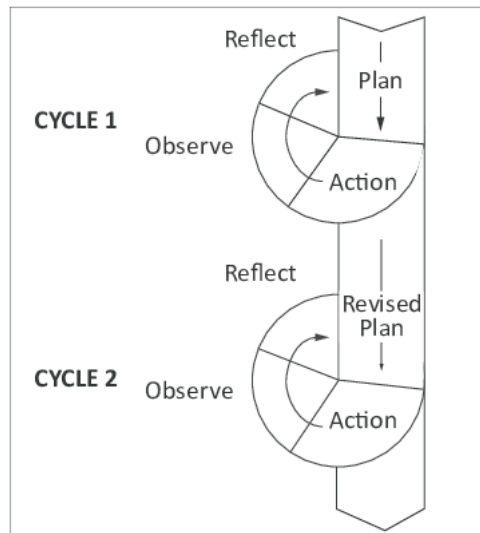 Reflect
Plan
CYCLE 1
Observe
Action
Reflect
Revised
Plan
CYCLE 2
Observe
Action